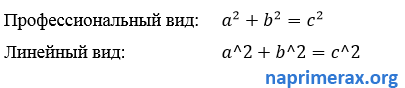 Профессиональный вид: a² + b² = c²
Линейный вид: a^2 + b^2 = c^2
naprimerax.org